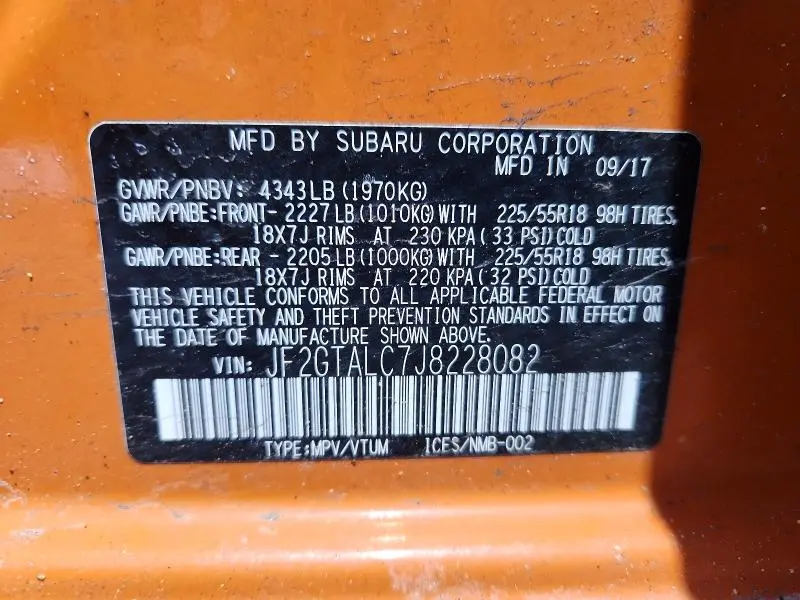 MFD BY SUBARU CORPORATION
MFD IN 09/17
GVWR/PNBV: 4343LB (1970KG)
GAWR/PNBE:FRONT- 2227 LB (1010KG) WITH 225/55R18 98H TIRES,
18X7J RIMS AT 230 KPA ( 33 PSI) COLD
GAWR/PNBE:REAR - 2205 LB (1000KG) WITH 225/55R18 98H TIRES,
18X7J RIMS AT 220 KPA ( 32 PSI) COLD
THIS VEHICLE CONFORMS TO ALL APPLICABLE FEDERAL MOTOR
VEHICLE SAFETY AND THEFT PREVENTION STANDARDS IN EFFECT ON
THE DATE OF MANUFACTURE SHOWN ABOVE.
VIN: JF2GTALC7J8228082
TYPE:MPV/VTUM ICES/NMB-002